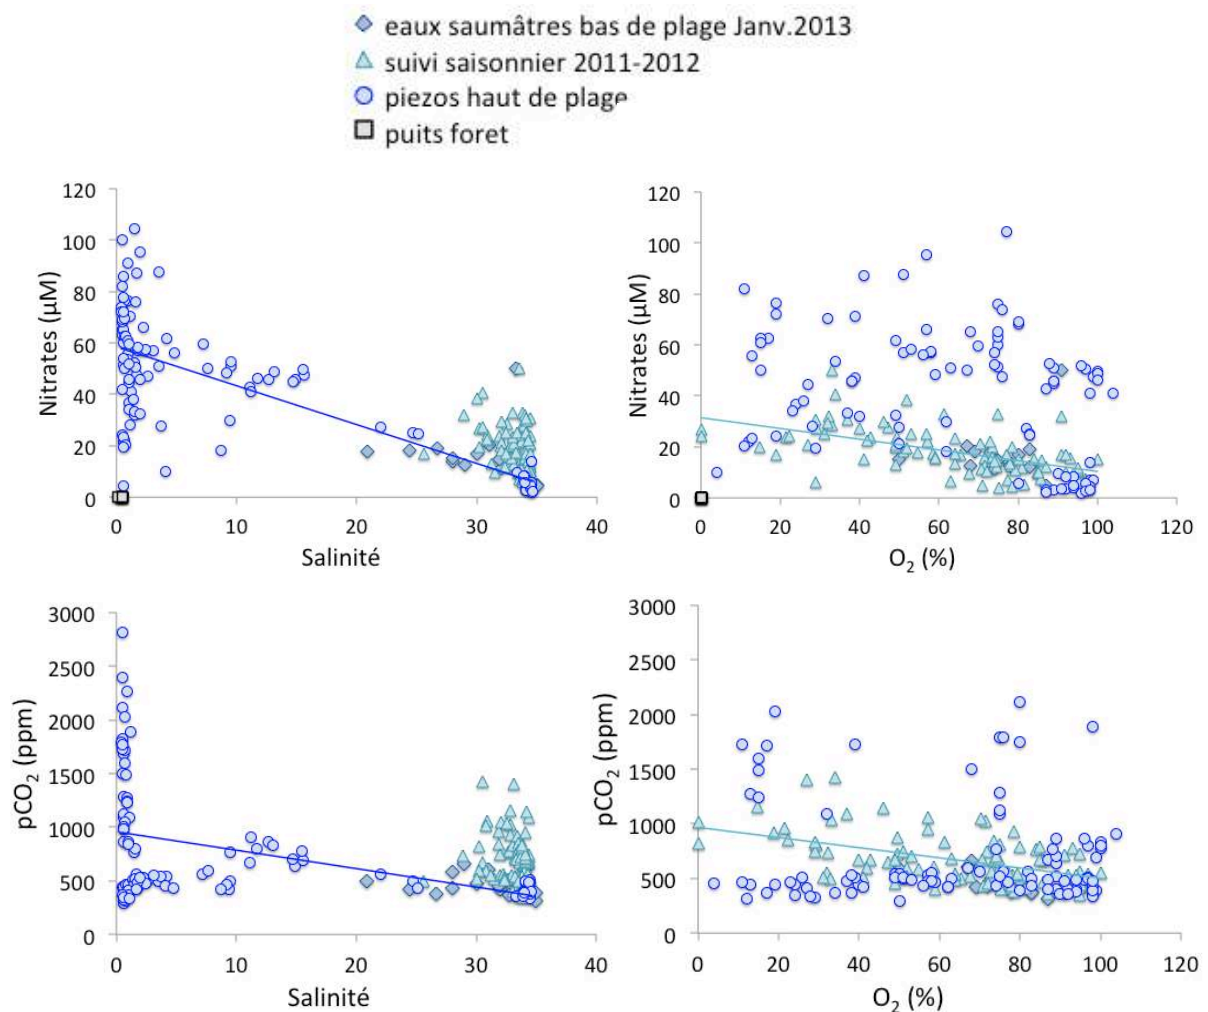 eaux saumâtres bas de plage Janv.2013
suivi saisonnier 2011-2012
piezos haut de plage
puits foret
120
100
80
60
40
20
0
Nitrates (µM)
0 10 20 30 40
Salinité
120
100
80
60
40
20
0
Nitrates (µM)
0 20 40 60 80 100 120
O₂ (%)
3000
2500
2000
1500
1000
500
0
pCO₂ (ppm)
0 10 20 30 40
Salinité
3000
2500
2000
1500
1000
500
0
pCO₂ (ppm)
0 20 40 60 80 100 120
O₂ (%)